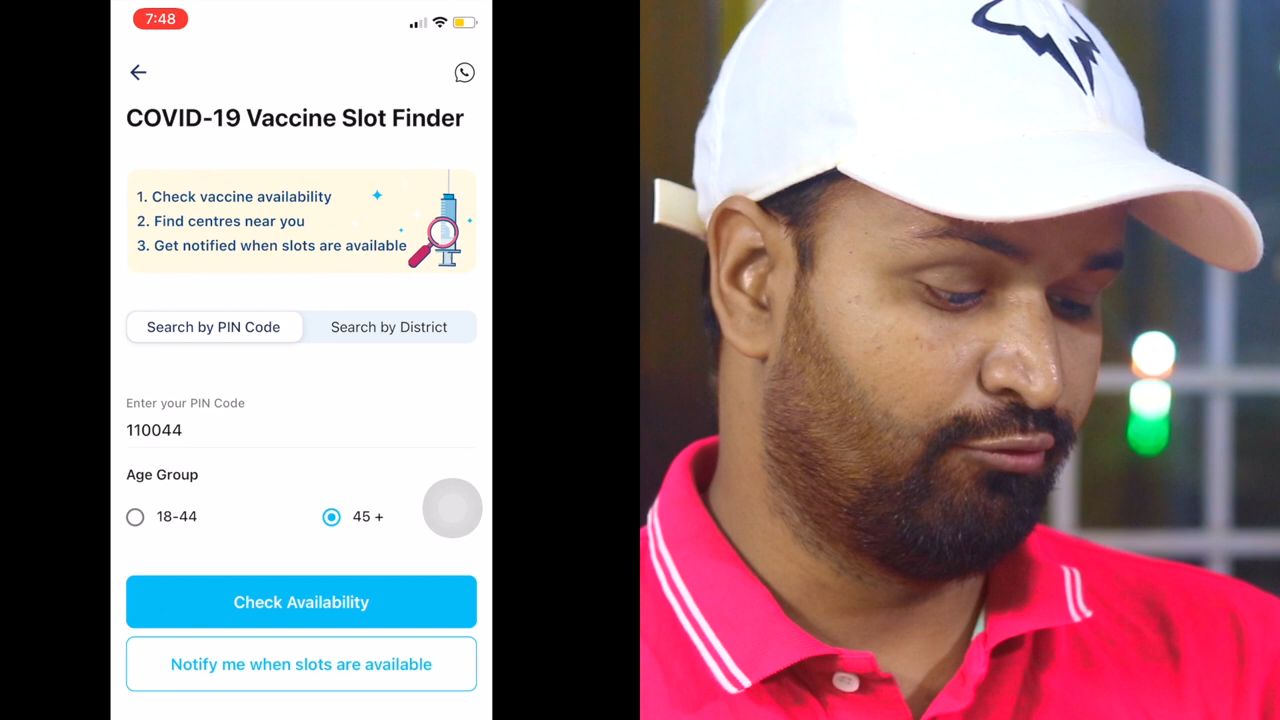 7:48
COVID-19 Vaccine Slot Finder
1. Check vaccine availability
2. Find centres near you
3. Get notified when slots are available
Search by PIN Code
Search by District
Enter your PIN Code
110044
Age Group
18-44
45 +
Check Availability
Notify me when slots are available